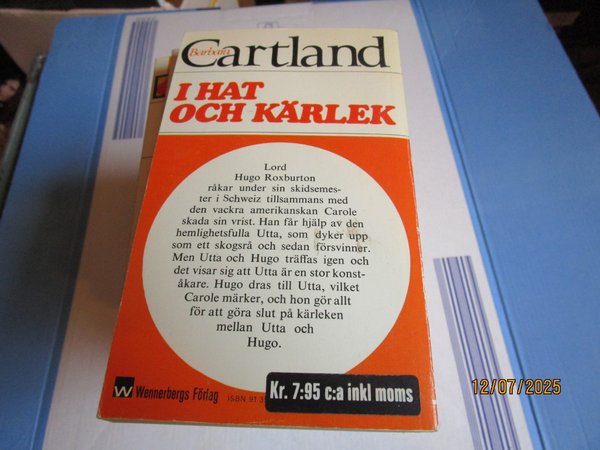 Barbara
Cartland
I HAT
OCH KÄRLEK
Lord
Hugo Roxburton
råkar under sin skidsemes-
ter i Schweiz tillsammans med
den vackra amerikanskan Carole
skada sin vrist. Han får hjälp av den
hemlighetsfulla Utta, som dyker upp
som ett skogsrå och sedan försvinner.
Men Utta och Hugo träffas igen och
det visar sig att Utta är en stor konst-
åkare. Hugo dras till Utta, vilket
Carole märker, och hon gör allt
för att göra slut på kärleken
mellan Utta och
Hugo.
W Wennerbergs Förlag
ISBN 91
Kr. 7:95 c:a inkl moms
12/07/2025